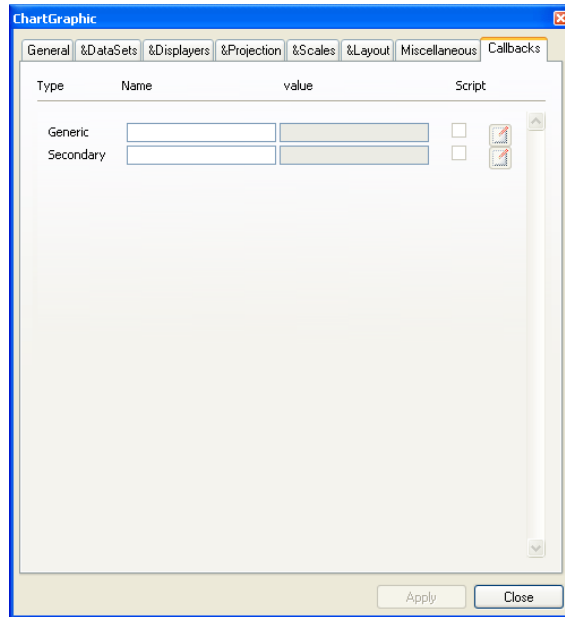 ChartGraphic
General &DataSets &Displayers &Projection &Scales &Layout Miscellaneous Callbacks
Type Name value Script
Generic
Secondary
Apply Close